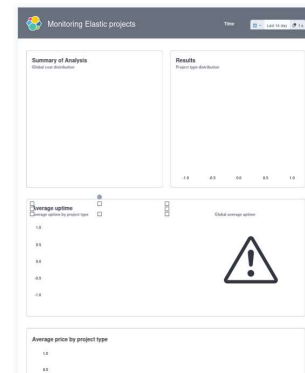 Monitoring Elastic projects
Time
Last 14 day
Summary of Analysis
Global cost distribution
Results
Project type distribution
-1.0 -0.5 0.0 0.5 1.0
Average uptime
Average uptime by project type
Global average uptime
1.0
0.5
0.0
-0.5
-1.0
Average price by project type
1.0
0.5